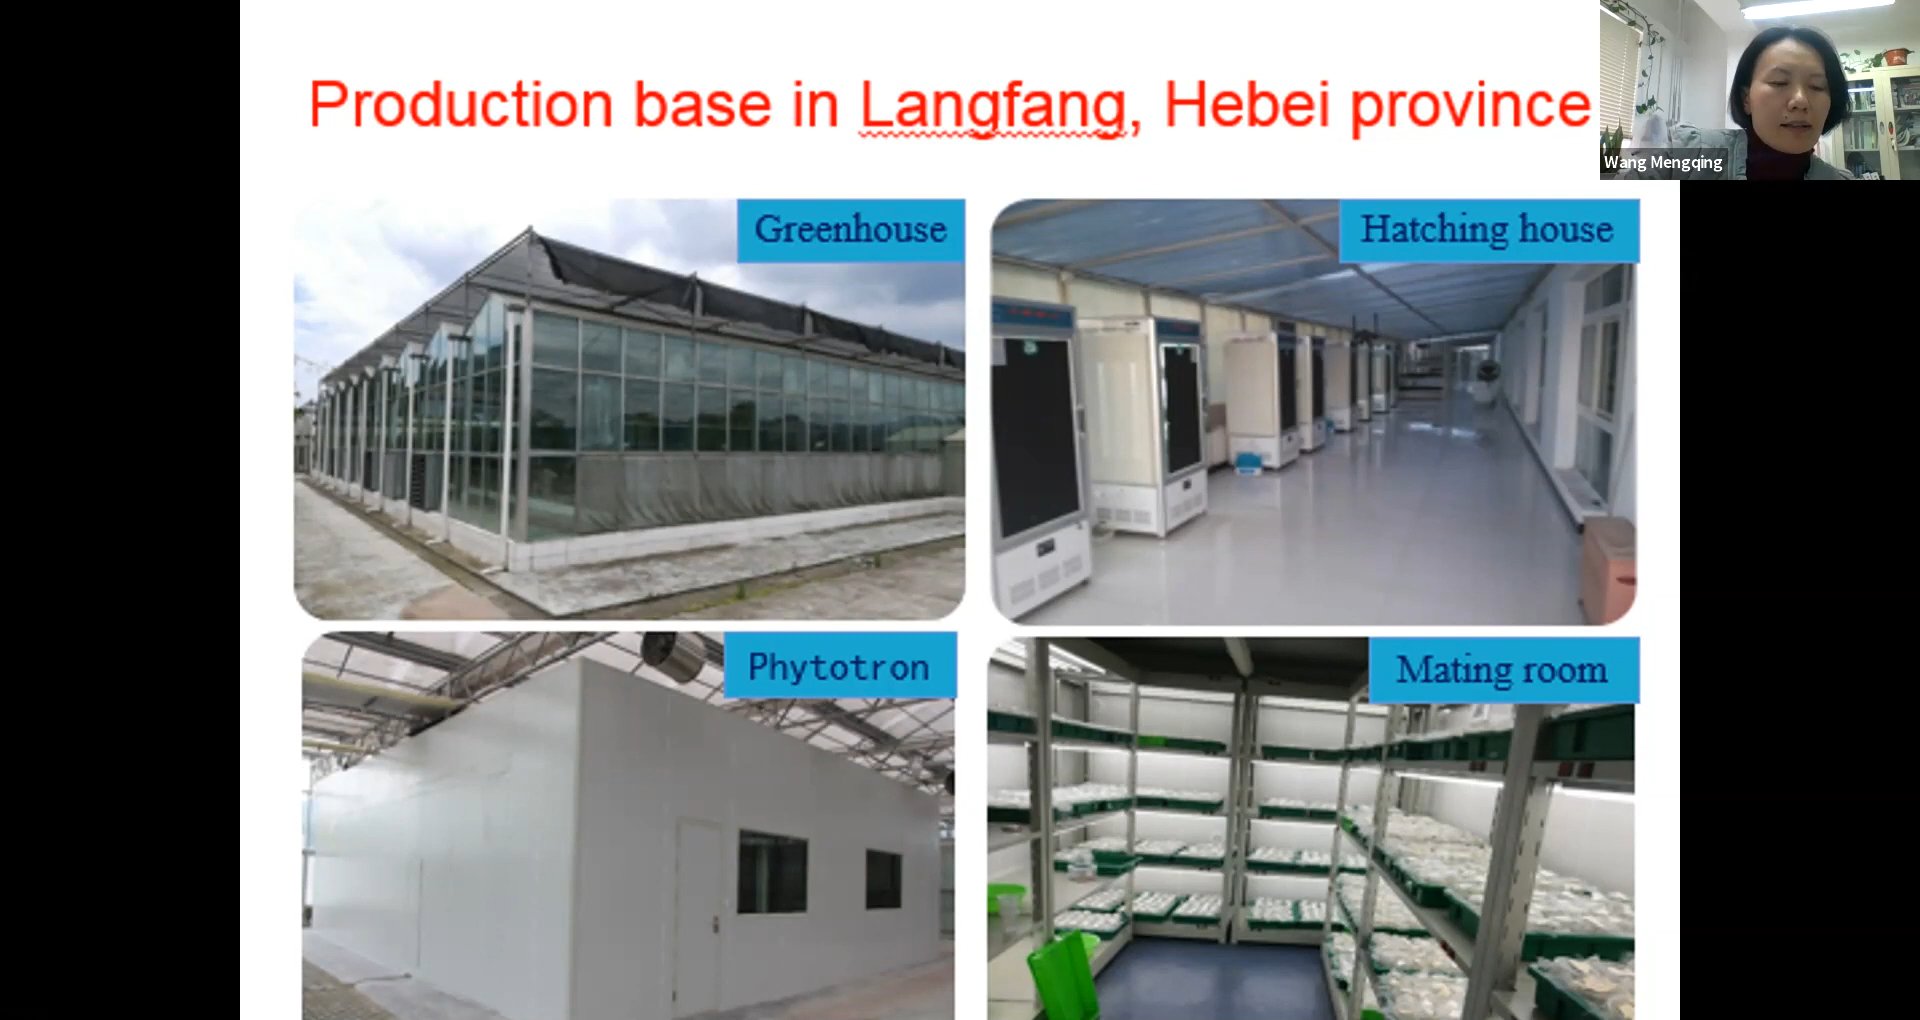 Production base in Langfang, Hebei province
Wang Mengqing
Greenhouse
Hatching house
Phytotron
Mating room